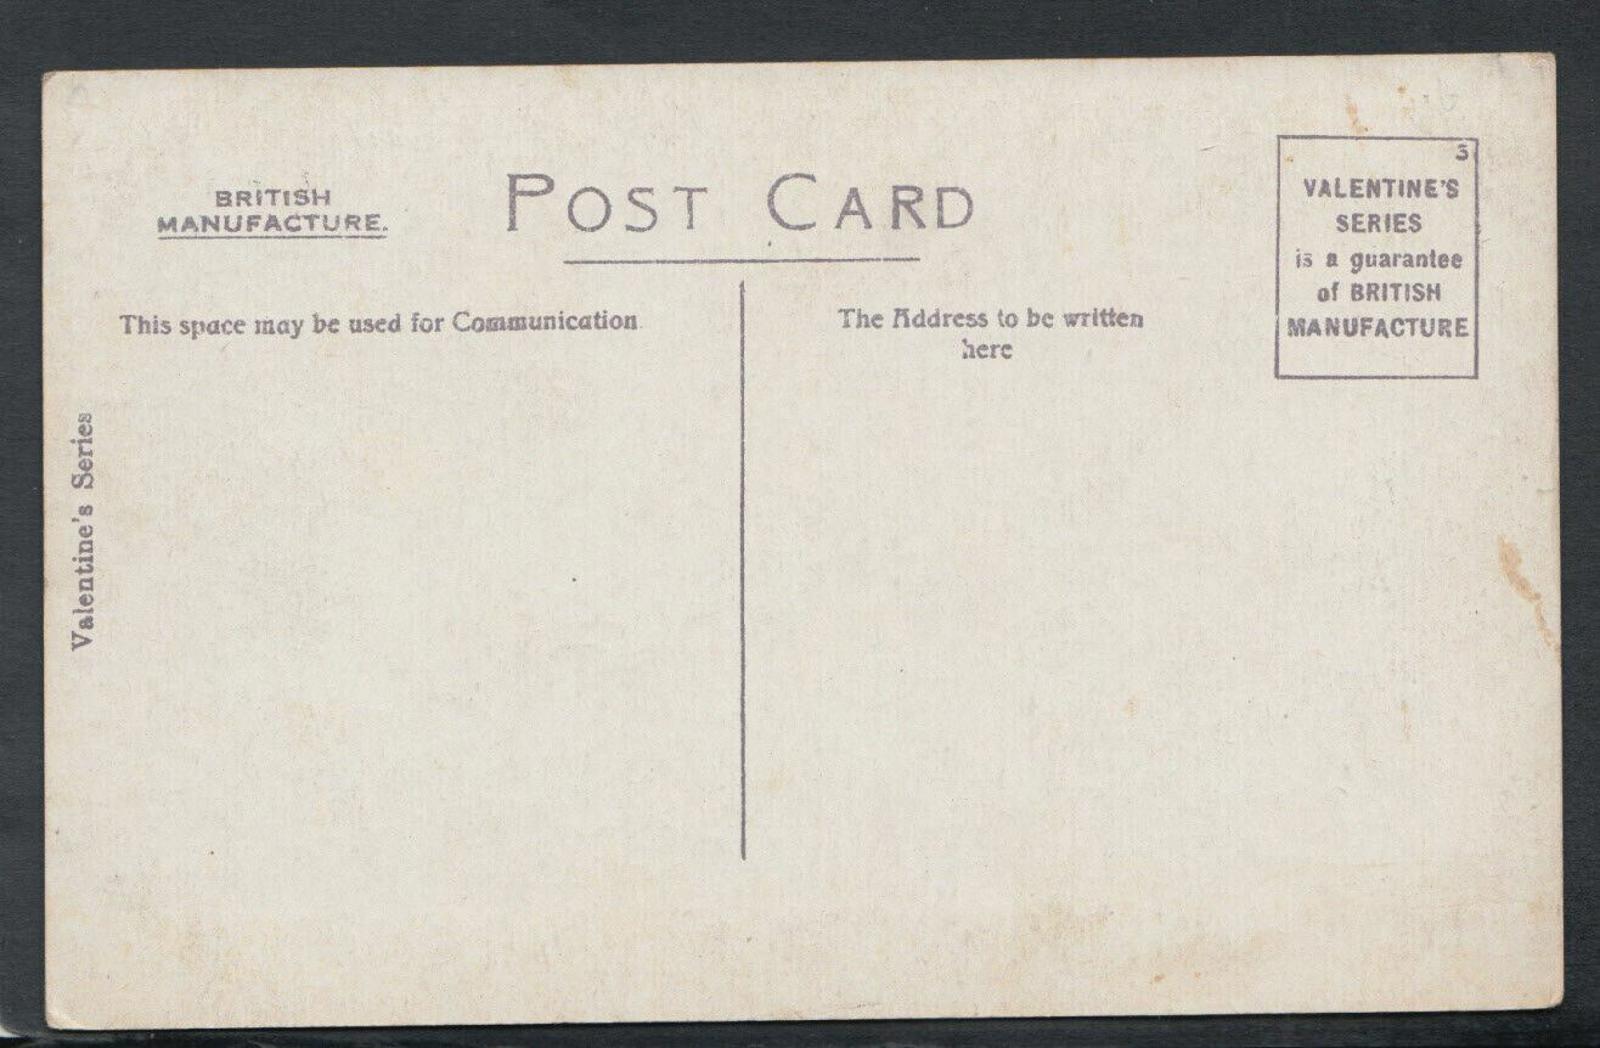 BRITISH
MANUFACTURE.
POST CARD
3
VALENTINE'S
SERIES
is a guarantee
of BRITISH
MANUFACTURE
This space may be used for Communication
The Address to be written
here
Valentine's Series